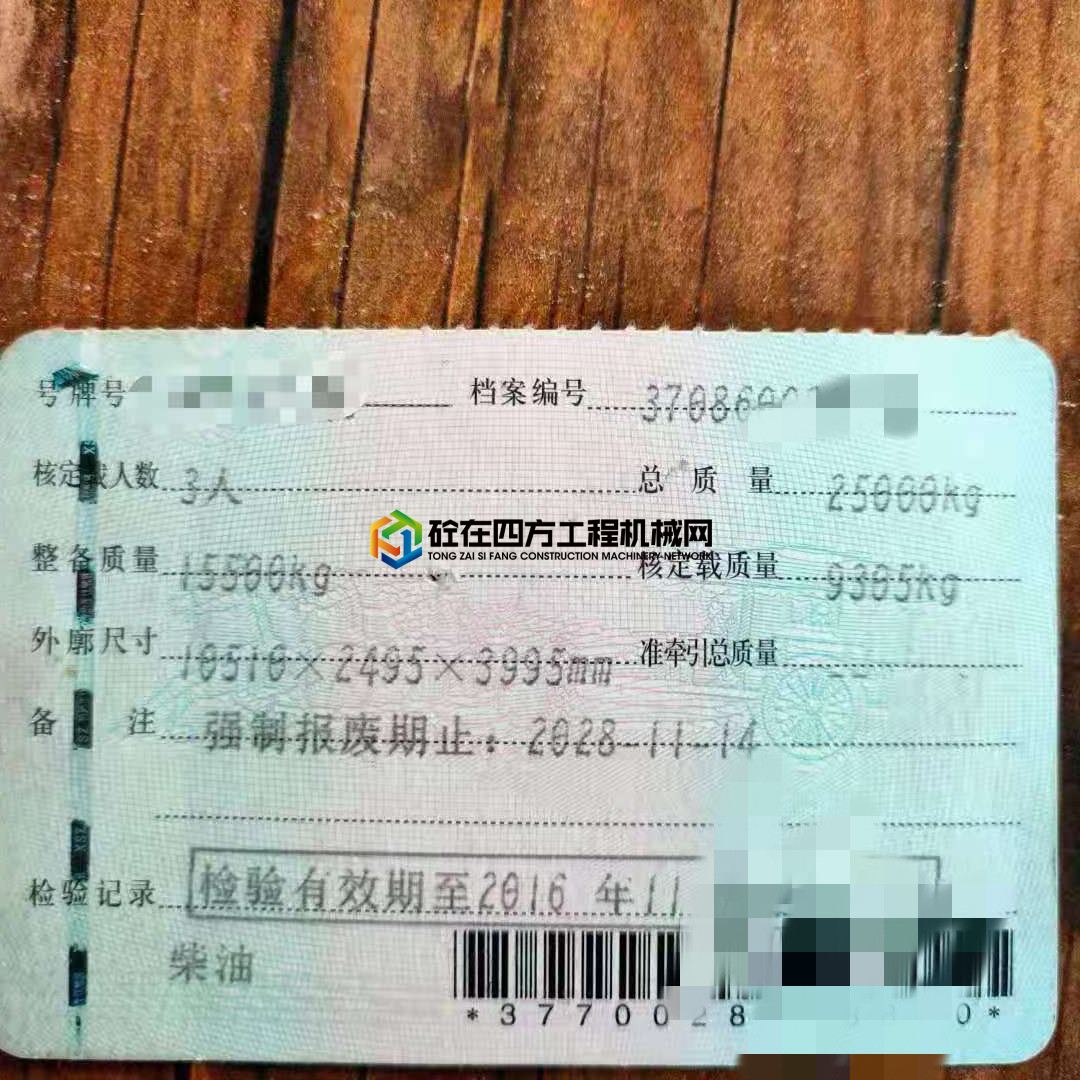 号牌号 档案编号 3708600
核定载人数 3人 总质量 25000kg
砼在四方工程机械网
TONG ZAI SI FANG CONSTRUCTION MACHINERY NETWORK
整备质量 15500kg 核定载质量 9305kg
外廓尺寸 10510×2495×3995mm 准牵引总质量 --
备注 强制报废期止：2028-11-14
检验记录 检验有效期至2016 年11
柴油
*3770028 0*